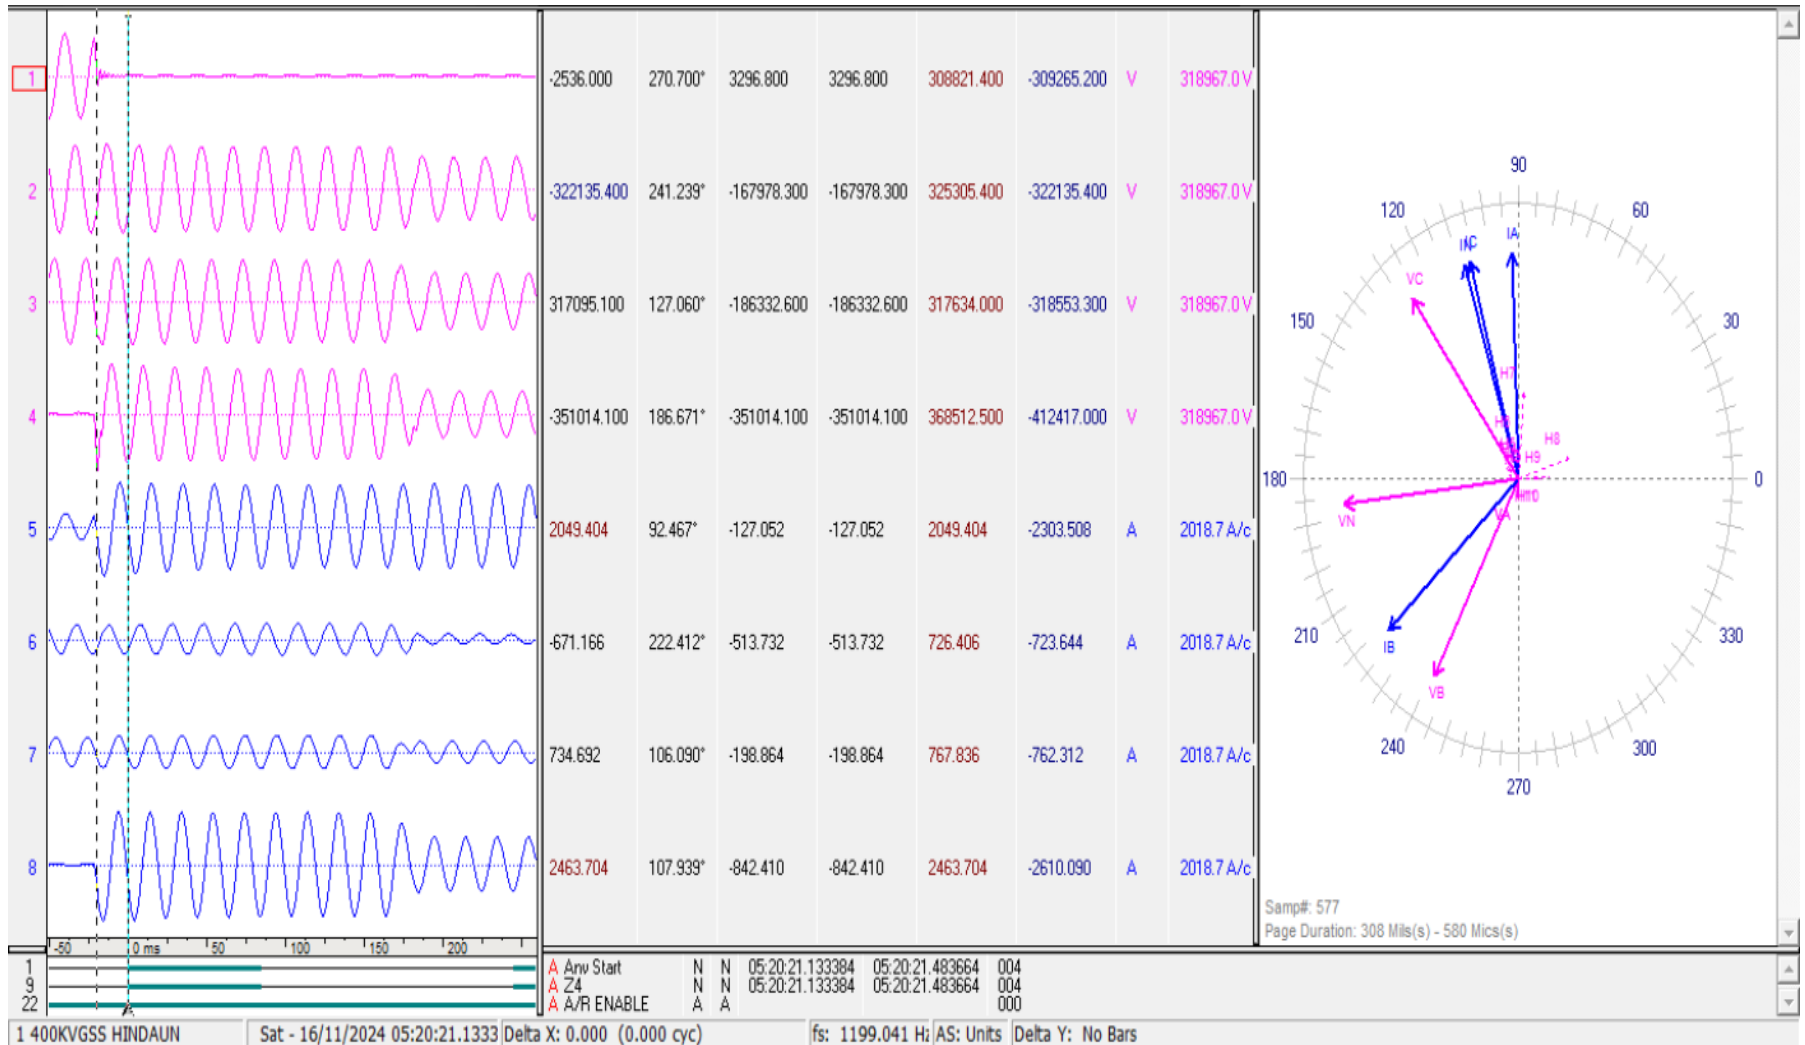 1 -2536.000 270.700° 3296.800 3296.800 308821.400 -309265.200 V 318967.0 V
2 -322135.400 241.239° -167978.300 -167978.300 325305.400 -322135.400 V 318967.0 V
3 317095.100 127.060° -186332.600 -186332.600 317634.000 -318553.300 V 318967.0 V
4 -351014.100 186.671° -351014.100 -351014.100 368512.500 -412417.000 V 318967.0 V
5 2049.404 92.467° -127.052 -127.052 2049.404 -2303.508 A 2018.7 A/c
6 -671.166 222.412° -513.732 -513.732 726.406 -723.644 A 2018.7 A/c
7 734.692 106.090° -198.864 -198.864 767.836 -762.312 A 2018.7 A/c
8 2463.704 107.939° -842.410 -842.410 2463.704 -2610.090 A 2018.7 A/c
-50 0 ms 50 100 150 200
90
120 60
IC IA
VC
150 30
H7
H8
H9
180 0
VN VA
210 IB 330
VB
240 300
270
Samp#: 577
Page Duration: 308 Mils(s) - 580 Mics(s)
1 A Any Start N N 05:20:21.133384 05:20:21.483664 004
9 A Z4 N N 05:20:21.133384 05:20:21.483664 004
22 A A/R ENABLE A A 000
1 400KVGSS HINDAUN Sat - 16/11/2024 05:20:21.1333 Delta X: 0.000 (0.000 cyc) fs: 1199.041 Hz AS: Units Delta Y: No Bars